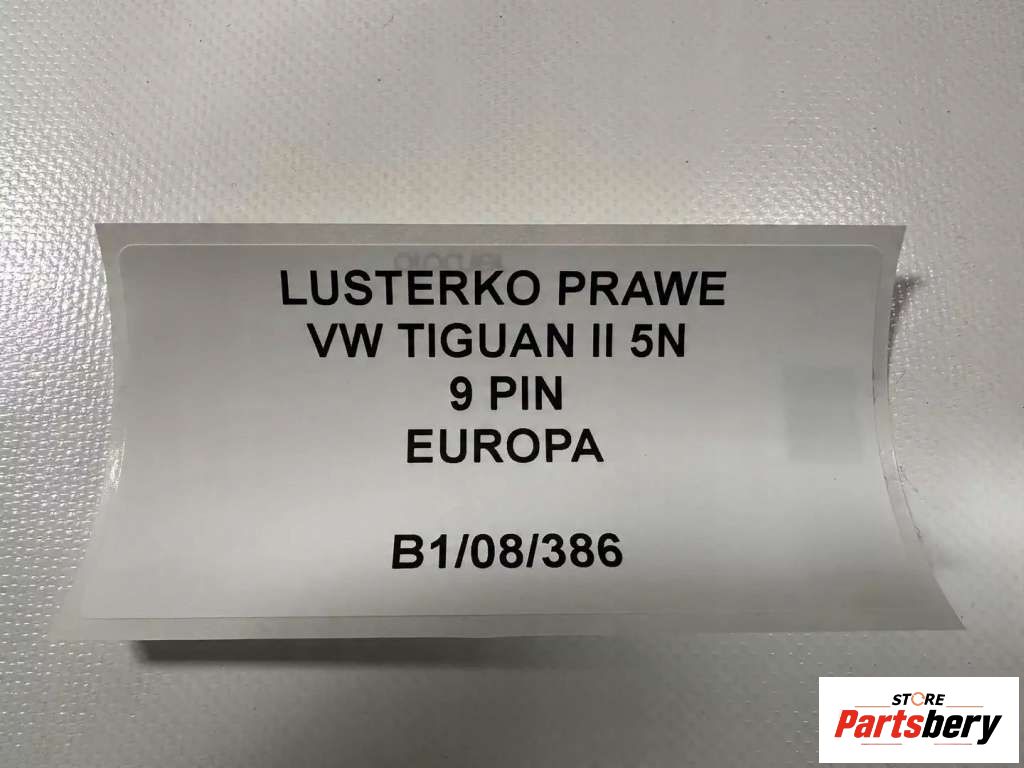 LUSTERKO PRAWE
VW TIGUAN II 5N
9 PIN
EUROPA
B1/08/386
STORE
Partsbery